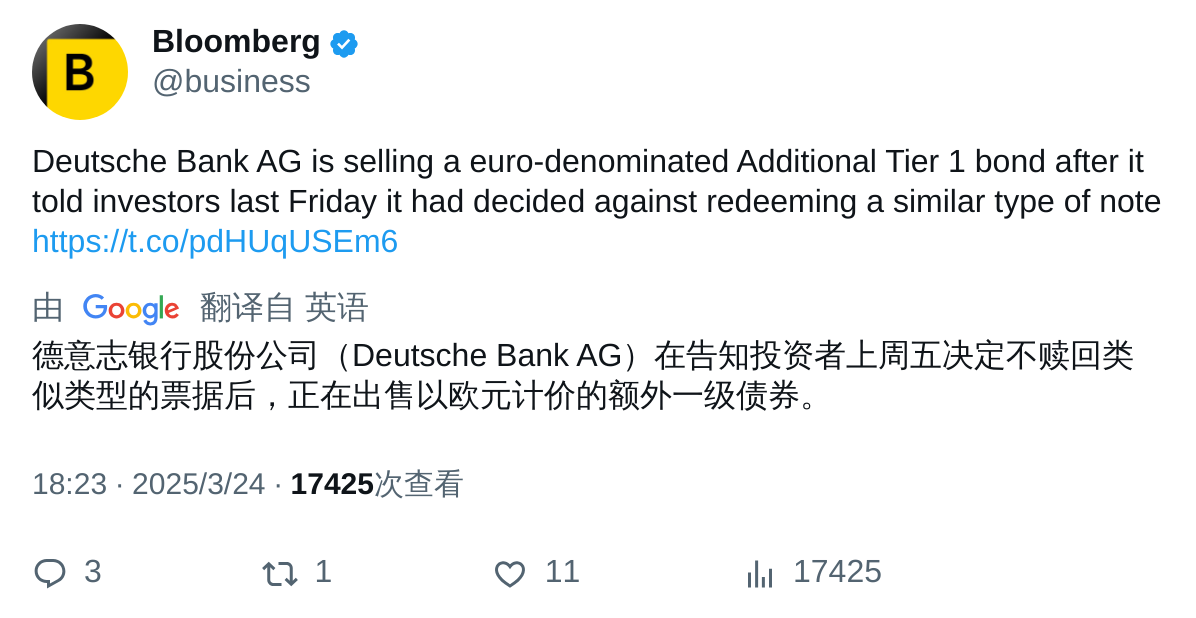 B
Bloomberg
@business
Deutsche Bank AG is selling a euro-denominated Additional Tier 1 bond after it
told investors last Friday it had decided against redeeming a similar type of note
https://t.co/pdHUqUSEm6
由 Google 翻译自 英语
德意志银行股份公司（Deutsche Bank AG）在告知投资者上周五决定不赎回类
似类型的票据后，正在出售以欧元计价的额外一级债券。
18:23 · 2025/3/24 · 17425次查看
3 1 11 17425